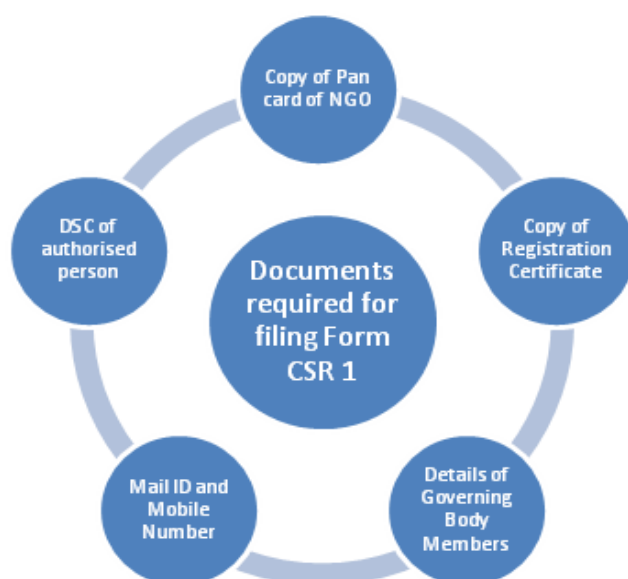 Copy of Pan
card of NGO
Copy of
Registration
Certificate
Details of
Governing
Body
Members
Mail ID and
Mobile
Number
DSC of
authorised
person
Documents
required for
filing Form
CSR 1